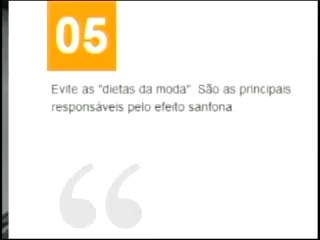 05
Evite as "dietas da moda". São as principais
responsáveis pelo efeito sanfona